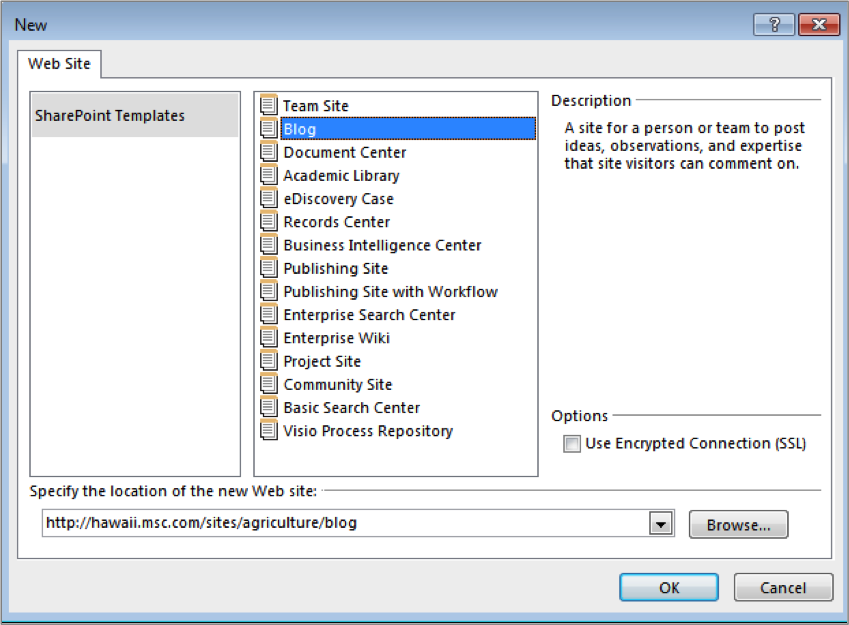 New
Web Site
SharePoint Templates
Team Site
Blog
Document Center
Academic Library
eDiscovery Case
Records Center
Business Intelligence Center
Publishing Site
Publishing Site with Workflow
Enterprise Search Center
Enterprise Wiki
Project Site
Community Site
Basic Search Center
Visio Process Repository
Description
A site for a person or team to post
ideas, observations, and expertise
that site visitors can comment on.
Options
Use Encrypted Connection (SSL)
Specify the location of the new Web site:
http://hawaii.msc.com/sites/agriculture/blog
Browse...
OK
Cancel